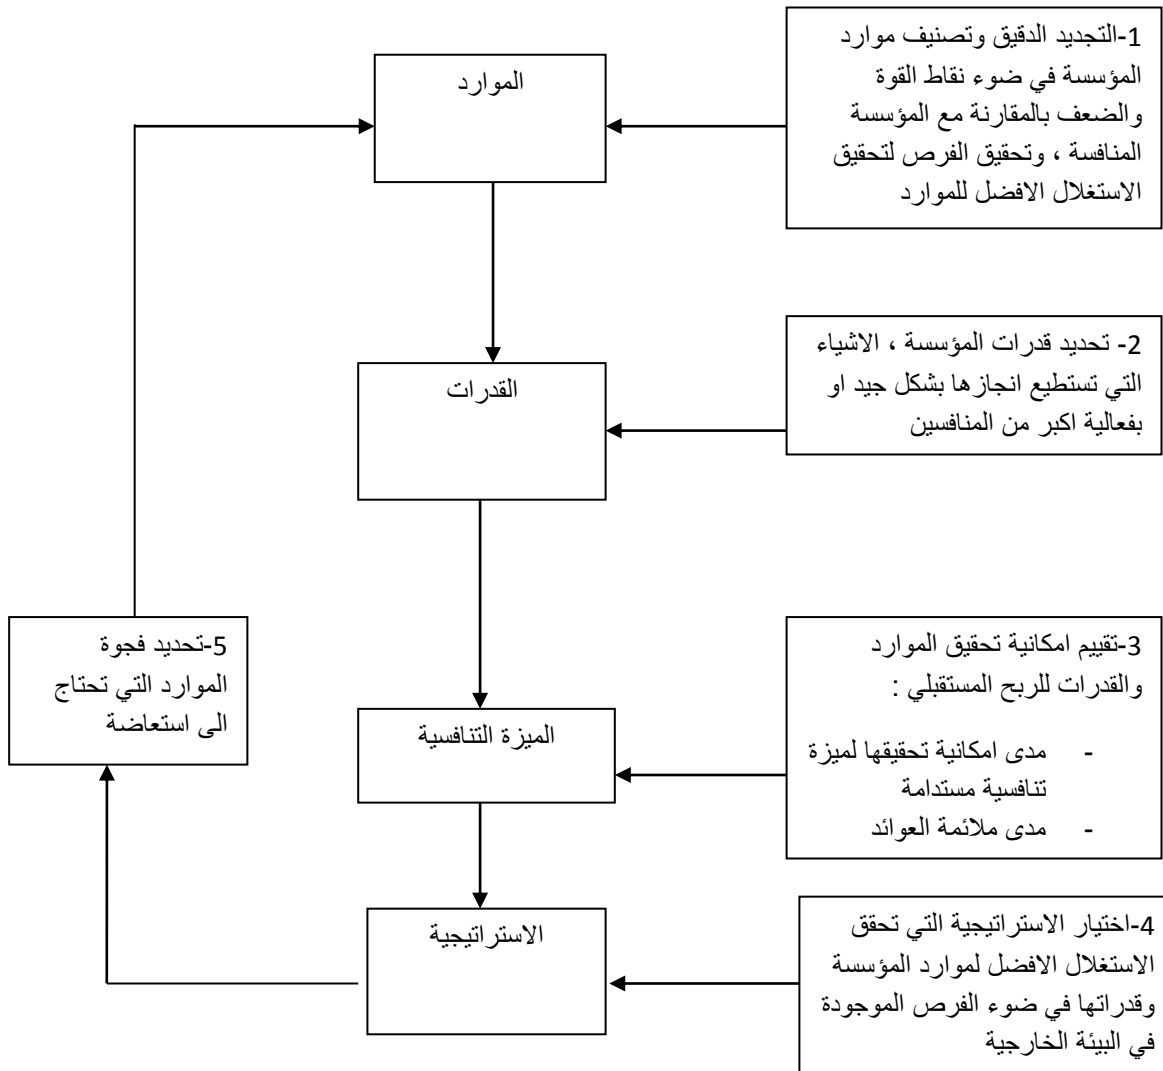 الموارد
1-التجديد الدقيق وتصنيف موارد
المؤسسة في ضوء نقاط القوة
والضعف بالمقارنة مع المؤسسة
المنافسة ، وتحقيق الفرص لتحقيق
الاستغلال الافضل للموارد
القدرات
2- تحديد قدرات المؤسسة ، الاشياء
التي تستطيع انجازها بشكل جيد او
بفعالية اكبر من المنافسين
الميزة التنافسية
3-تقييم امكانية تحقيق الموارد
والقدرات للربح المستقبلي :
- مدى امكانية تحقيقها لميزة
تنافسية مستدامة
- مدى ملائمة العوائد
الاستراتيجية
4-اختيار الاستراتيجية التي تحقق
الاستغلال الافضل لموارد المؤسسة
وقدراتها في ضوء الفرص الموجودة
في البيئة الخارجية
5-تحديد فجوة
الموارد التي تحتاج
الى استعاضة